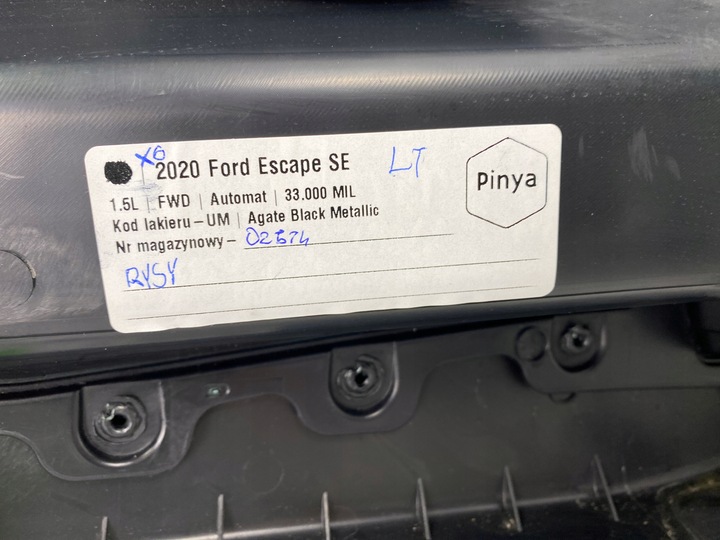 X6
2020 Ford Escape SE
LT
Pinya
1.5L | FWD | Automat | 33.000 MIL
Kod lakieru – UM | Agate Black Metallic
Nr magazynowy –
RYSY